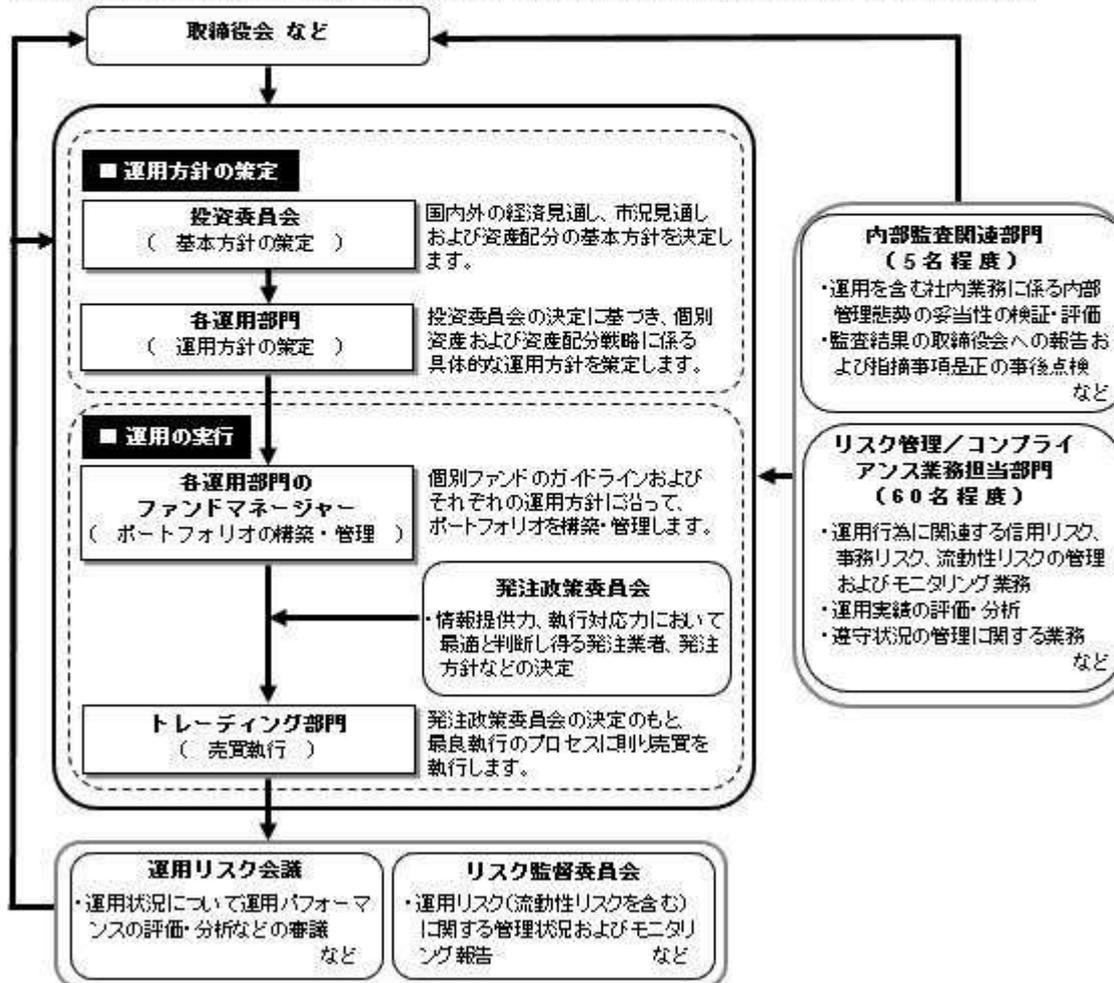 取締役会 など
■ 運用方針の策定
投資委員会
( 基本方針の策定 )
国内外の経済見通し、市況見通し
および資産配分の基本方針を決定し
ます。
各運用部門
( 運用方針の策定 )
投資委員会の決定に基づき、個別
資産および資産配分戦略に係る
具体的な運用方針を策定します。
■ 運用の実行
各運用部門の
ファンドマネージャー
( ポートフォリオの構築・管理 )
個別ファンドのガイドラインおよび
それぞれの運用方針に沿って、
ポートフォリオを構築・管理します。
発注政策委員会
・情報提供力、執行対応力において
最適と判断し得る発注業者、発注
方針などの決定
トレーディング部門
( 売買執行 )
発注政策委員会の決定のもと
最良執行のプロセスに則り売買を
執行します。
運用リスク会議
・運用状況について運用パフォーマ
ンスの評価・分析などの審議
など
リスク監督委員会
・運用リスク(流動性リスクを含む)
に関する管理状況およびモニタリ
ング報告 など
内部監査関連部門
(5名程度)
・運用を含む社内業務に係る内部
管理態勢の妥当性の検証・評価
・監査結果の取締役会への報告お
よび指摘事項是正の事後点検
など
リスク管理/コンプライ
アンス業務担当部門
(60名程度)
・運用行為に関連する信用リスク、
事務リスク、流動性リスクの管理
およびモニタリング業務
・運用実績の評価・分析
・遵守状況の管理に関する業務
など